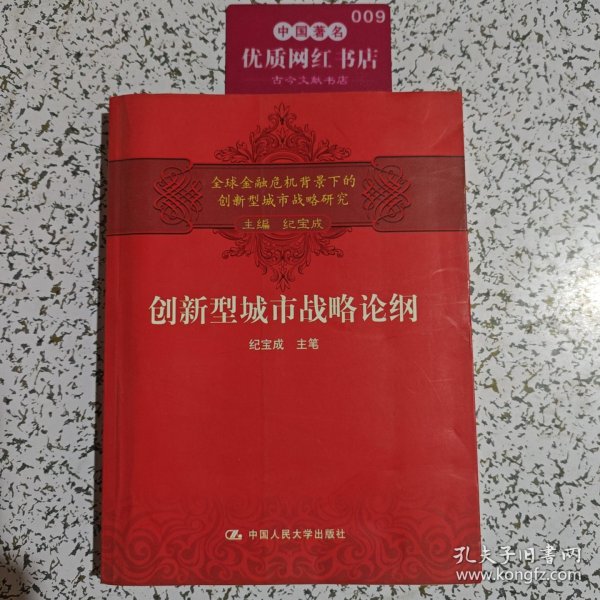 009
中国著名
优质网红书店
古今文献书店
全球金融危机背景下的
创新型城市战略研究
主编 纪宝成
创新型城市战略论纲
纪宝成 主笔
中国人民大学出版社
孔夫子旧书网
www.kongfz.com